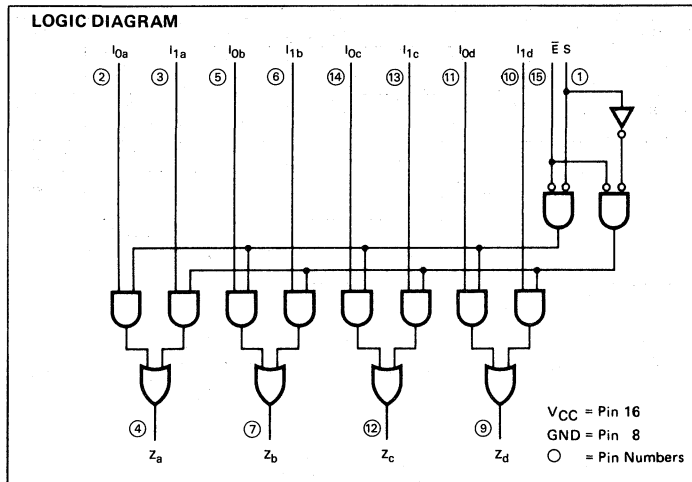 LOGIC DIAGRAM
I0a I1a I0b I1b I0c I1c I0d I1d E̅ S
② ③ ⑤ ⑥ ⑭ ⑬ ⑪ ⑩ ⑮ ①
④ ⑦ ⑫ ⑨
Za Zb Zc Zd
VCC = Pin 16
GND = Pin 8
○ = Pin Numbers